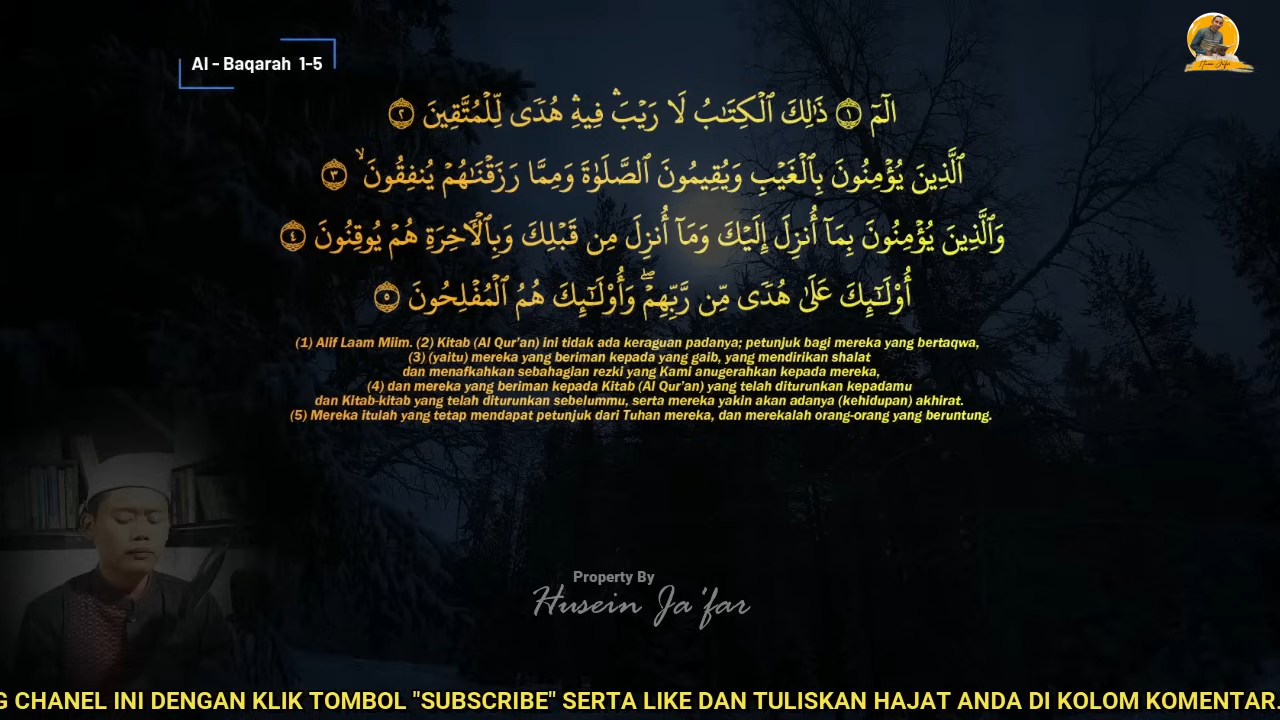 Al - Baqarah 1-5
الٓمٓ ۝١ ذَٰلِكَ ٱلْكِتَـٰبُ لَا رَيْبَ ۛ فِيهِ ۛ هُدًى لِّلْمُتَّقِينَ ۝٢
ٱلَّذِينَ يُؤْمِنُونَ بِٱلْغَيْبِ وَيُقِيمُونَ ٱلصَّلَوٰةَ وَمِمَّا رَزَقْنَـٰهُمْ يُنفِقُونَ ۙ ۝٣
وَٱلَّذِينَ يُؤْمِنُونَ بِمَآ أُنزِلَ إِلَيْكَ وَمَآ أُنزِلَ مِن قَبْلِكَ وَبِٱلْـَٔاخِرَةِ هُمْ يُوقِنُونَ ۝٤
أُو۟لَـٰٓئِكَ عَلَىٰ هُدًى مِّن رَّبِّهِمْ ۖ وَأُو۟لَـٰٓئِكَ هُمُ ٱلْمُفْلِحُونَ ۝٥
(1) Alif Laam Miim. (2) Kitab (Al Qur'an) ini tidak ada keraguan padanya; petunjuk bagi mereka yang bertaqwa,
(3) (yaitu) mereka yang beriman kepada yang gaib, yang mendirikan shalat
dan menafkahkan sebahagian rezki yang Kami anugerahkan kepada mereka,
(4) dan mereka yang beriman kepada Kitab (Al Qur'an) yang telah diturunkan kepadamu
dan Kitab-kitab yang telah diturunkan sebelummu, serta mereka yakin akan adanya (kehidupan) akhirat.
(5) Mereka itulah yang tetap mendapat petunjuk dari Tuhan mereka, dan merekalah orang-orang yang beruntung.
Property By
Husein Ja'far
G CHANEL INI DENGAN KLIK TOMBOL "SUBSCRIBE" SERTA LIKE DAN TULISKAN HAJAT ANDA DI KOLOM KOMENTAR.